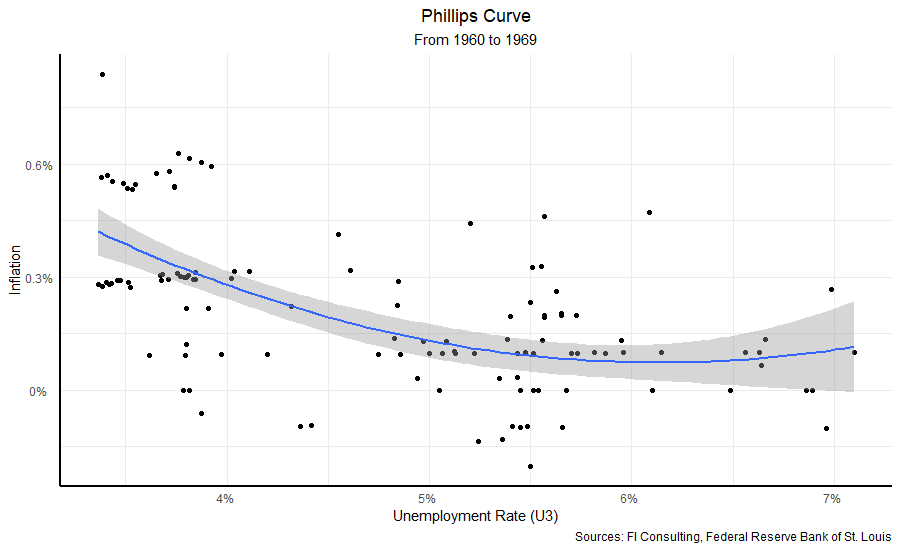 Phillips Curve
From 1960 to 1969
Inflation
0.6%
0.3%
0%
4%
5%
6%
7%
Unemployment Rate (U3)
Sources: FI Consulting, Federal Reserve Bank of St. Louis